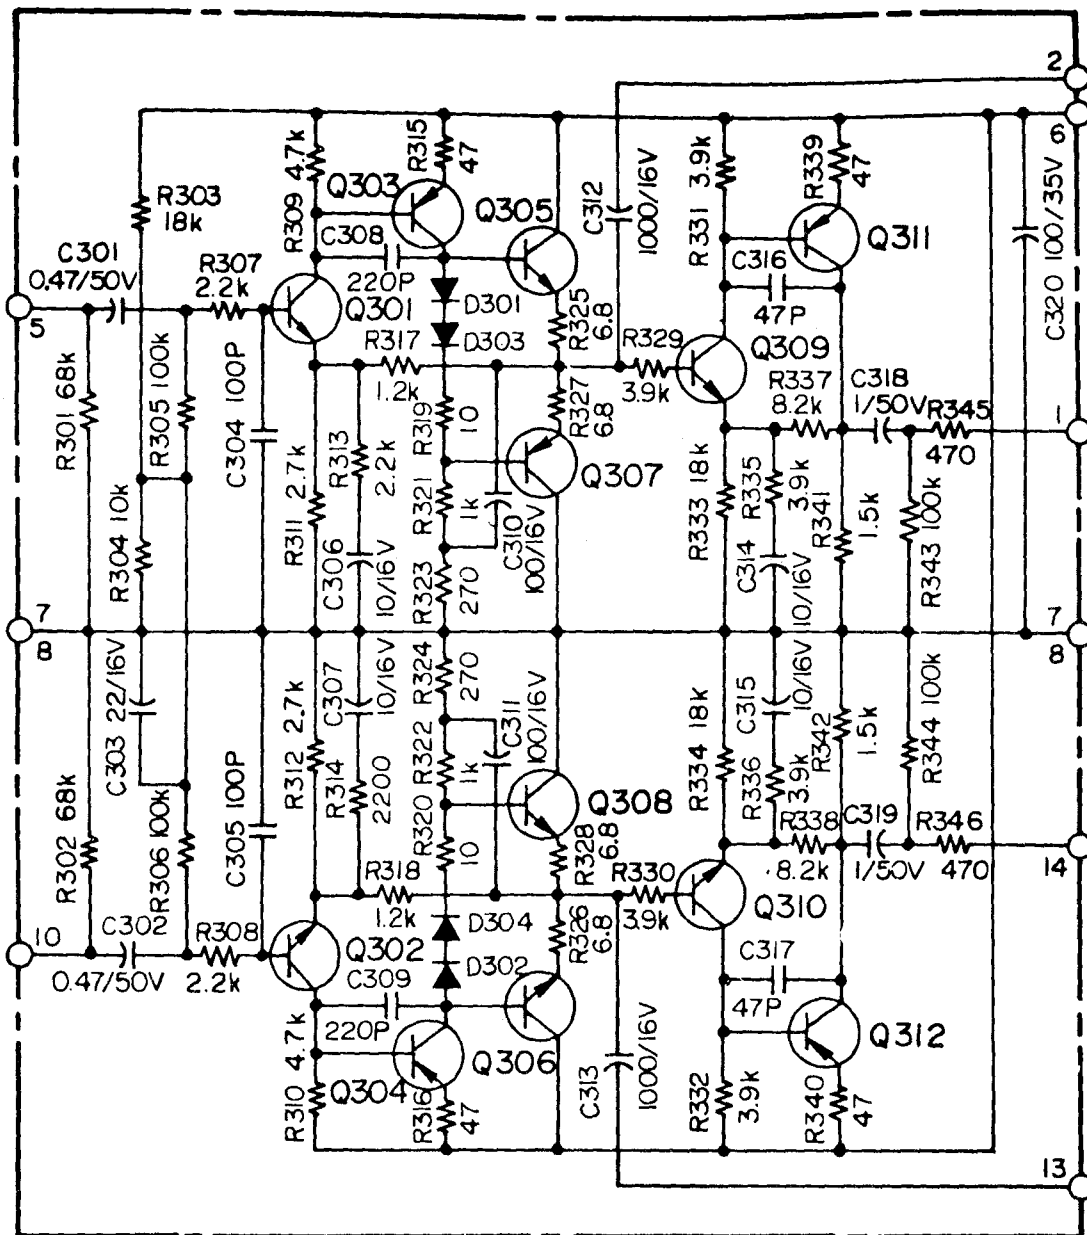 2
6
R303
18k
R309 4.7k
Q303
R315
47
Q305
C312
1000/16V
R331 3.9k
R339
47
Q311
C320 100/35V
C301
0.47/50V
R307
2.2k
C308
220P
Q301
D301
D303
R325
6.8
C316
47P
Q309
5
R301 68k
R305 100k
C304 100P
R317
1.2k
R329
3.9k
R337
8.2k
C318
1/50V
R345
470
1
R319
10
R327
6.8
Q307
R313
2.2k
R311 2.7k
R321
1k
C310
100/16V
R333 18k
R335
3.9k
R341
1.5k
R343 100k
R304 10k
C306
10/16V
R323
270
C314
10/16V
7
8
7
8
C303 22/16V
R324
270
C307
10/16V
C311
100/16V
C315
10/16V
R312 2.7k
R314
2200
R322
1k
R334 18k
R336
3.9k
R342
1.5k
R344 100k
R302 68k
R306 100k
C305 100P
R320
10
Q308
R328
6.8
R338
8.2k
C319
1/50V
R346
470
14
R318
1.2k
R330
3.9k
Q310
10
C302
0.47/50V
R308
2.2k
Q302
D304
D302
R326
6.8
C309
220P
C317
47P
R310 4.7k
Q304
R316
47
Q306
C313
1000/16V
R332
3.9k
R340
47
Q312
13